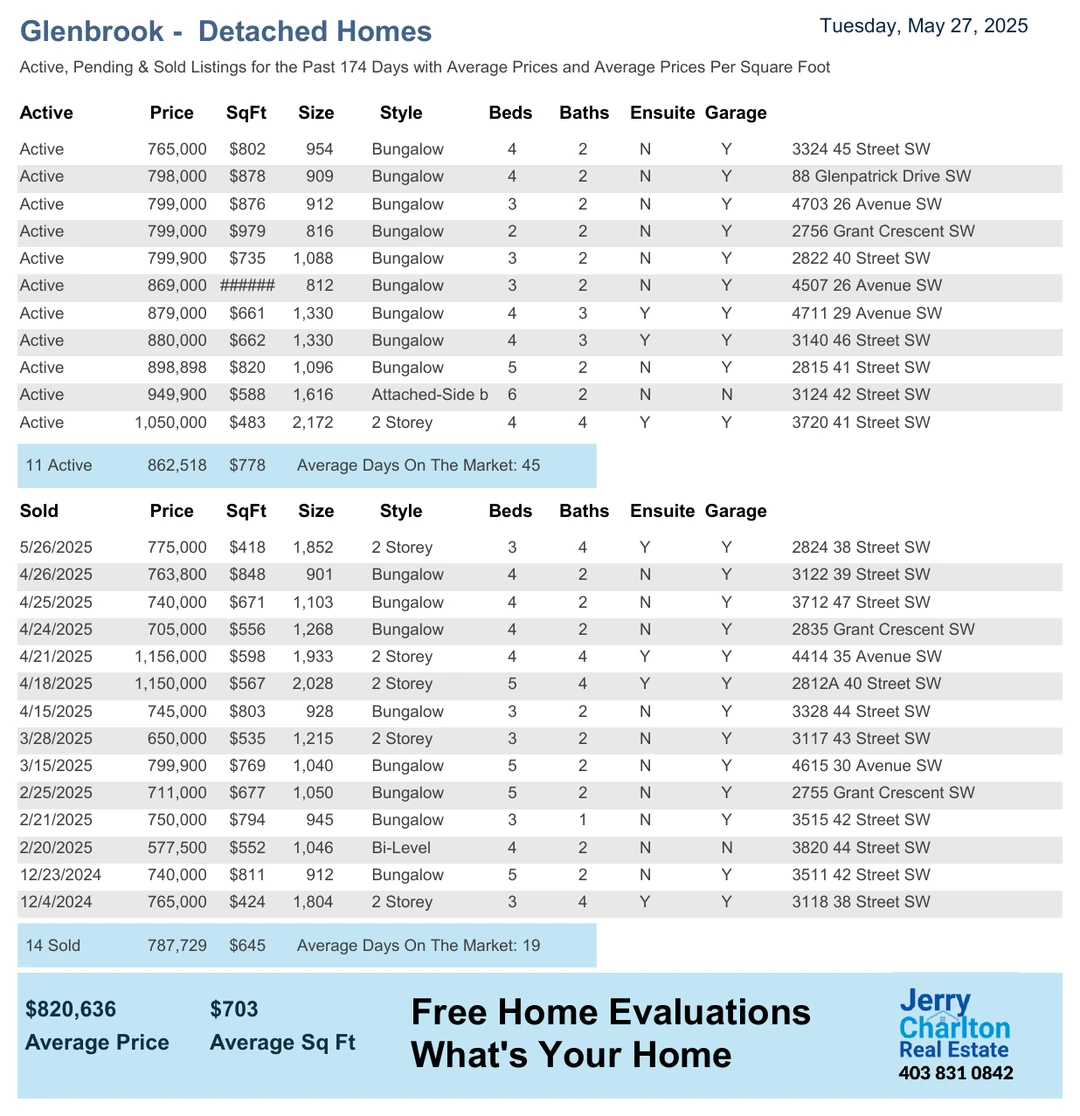 Glenbrook -  Detached Homes
Tuesday, May 27, 2025
Active, Pending & Sold Listings for the Past 174 Days with Average Prices and Average Prices Per Square Foot
Active Price SqFt Size Style Beds Baths Ensuite Garage
Active 765,000 $802 954 Bungalow 4 2 N Y 3324 45 Street SW
Active 798,000 $878 909 Bungalow 4 2 N Y 88 Glenpatrick Drive SW
Active 799,000 $876 912 Bungalow 3 2 N Y 4703 26 Avenue SW
Active 799,000 $979 816 Bungalow 2 2 N Y 2756 Grant Crescent SW
Active 799,900 $735 1,088 Bungalow 3 2 N Y 2822 40 Street SW
Active 869,000 ###### 812 Bungalow 3 2 N Y 4507 26 Avenue SW
Active 879,000 $661 1,330 Bungalow 4 3 Y Y 4711 29 Avenue SW
Active 880,000 $662 1,330 Bungalow 4 3 Y Y 3140 46 Street SW
Active 898,898 $820 1,096 Bungalow 5 2 N Y 2815 41 Street SW
Active 949,900 $588 1,616 Attached-Side b 6 2 N N 3124 42 Street SW
Active 1,050,000 $483 2,172 2 Storey 4 4 Y Y 3720 41 Street SW
11 Active 862,518 $778 Average Days On The Market: 45
Sold Price SqFt Size Style Beds Baths Ensuite Garage
5/26/2025 775,000 $418 1,852 2 Storey 3 4 Y Y 2824 38 Street SW
4/26/2025 763,800 $848 901 Bungalow 4 2 N Y 3122 39 Street SW
4/25/2025 740,000 $671 1,103 Bungalow 4 2 N Y 3712 47 Street SW
4/24/2025 705,000 $556 1,268 Bungalow 4 2 N Y 2835 Grant Crescent SW
4/21/2025 1,156,000 $598 1,933 2 Storey 4 4 Y Y 4414 35 Avenue SW
4/18/2025 1,150,000 $567 2,028 2 Storey 5 4 Y Y 2812A 40 Street SW
4/15/2025 745,000 $803 928 Bungalow 3 2 N Y 3328 44 Street SW
3/28/2025 650,000 $535 1,215 2 Storey 3 2 N Y 3117 43 Street SW
3/15/2025 799,900 $769 1,040 Bungalow 5 2 N Y 4615 30 Avenue SW
2/25/2025 711,000 $677 1,050 Bungalow 5 2 N Y 2755 Grant Crescent SW
2/21/2025 750,000 $794 945 Bungalow 3 1 N Y 3515 42 Street SW
2/20/2025 577,500 $552 1,046 Bi-Level 4 2 N N 3820 44 Street SW
12/23/2024 740,000 $811 912 Bungalow 5 2 N Y 3511 42 Street SW
12/4/2024 765,000 $424 1,804 2 Storey 3 4 Y Y 3118 38 Street SW
14 Sold 787,729 $645 Average Days On The Market: 19
$820,636 $703
Average Price Average Sq Ft
Free Home Evaluations
What's Your Home
Jerry
Charlton
Real Estate
403 831 0842